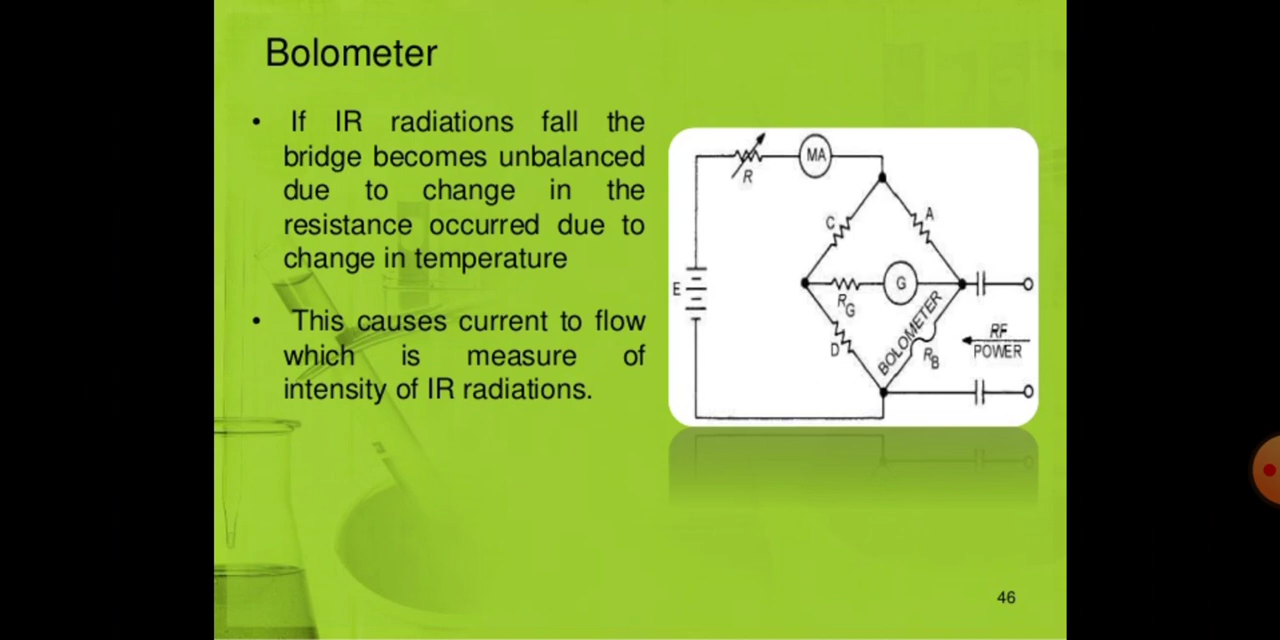 Bolometer
• If IR radiations fall the
bridge becomes unbalanced
due to change in the
resistance occurred due to
change in temperature
• This causes current to flow
which is measure of
intensity of IR radiations.
MA
R
C
A
E
G
RG
D
BOLOMETER
RB
RF
POWER
46